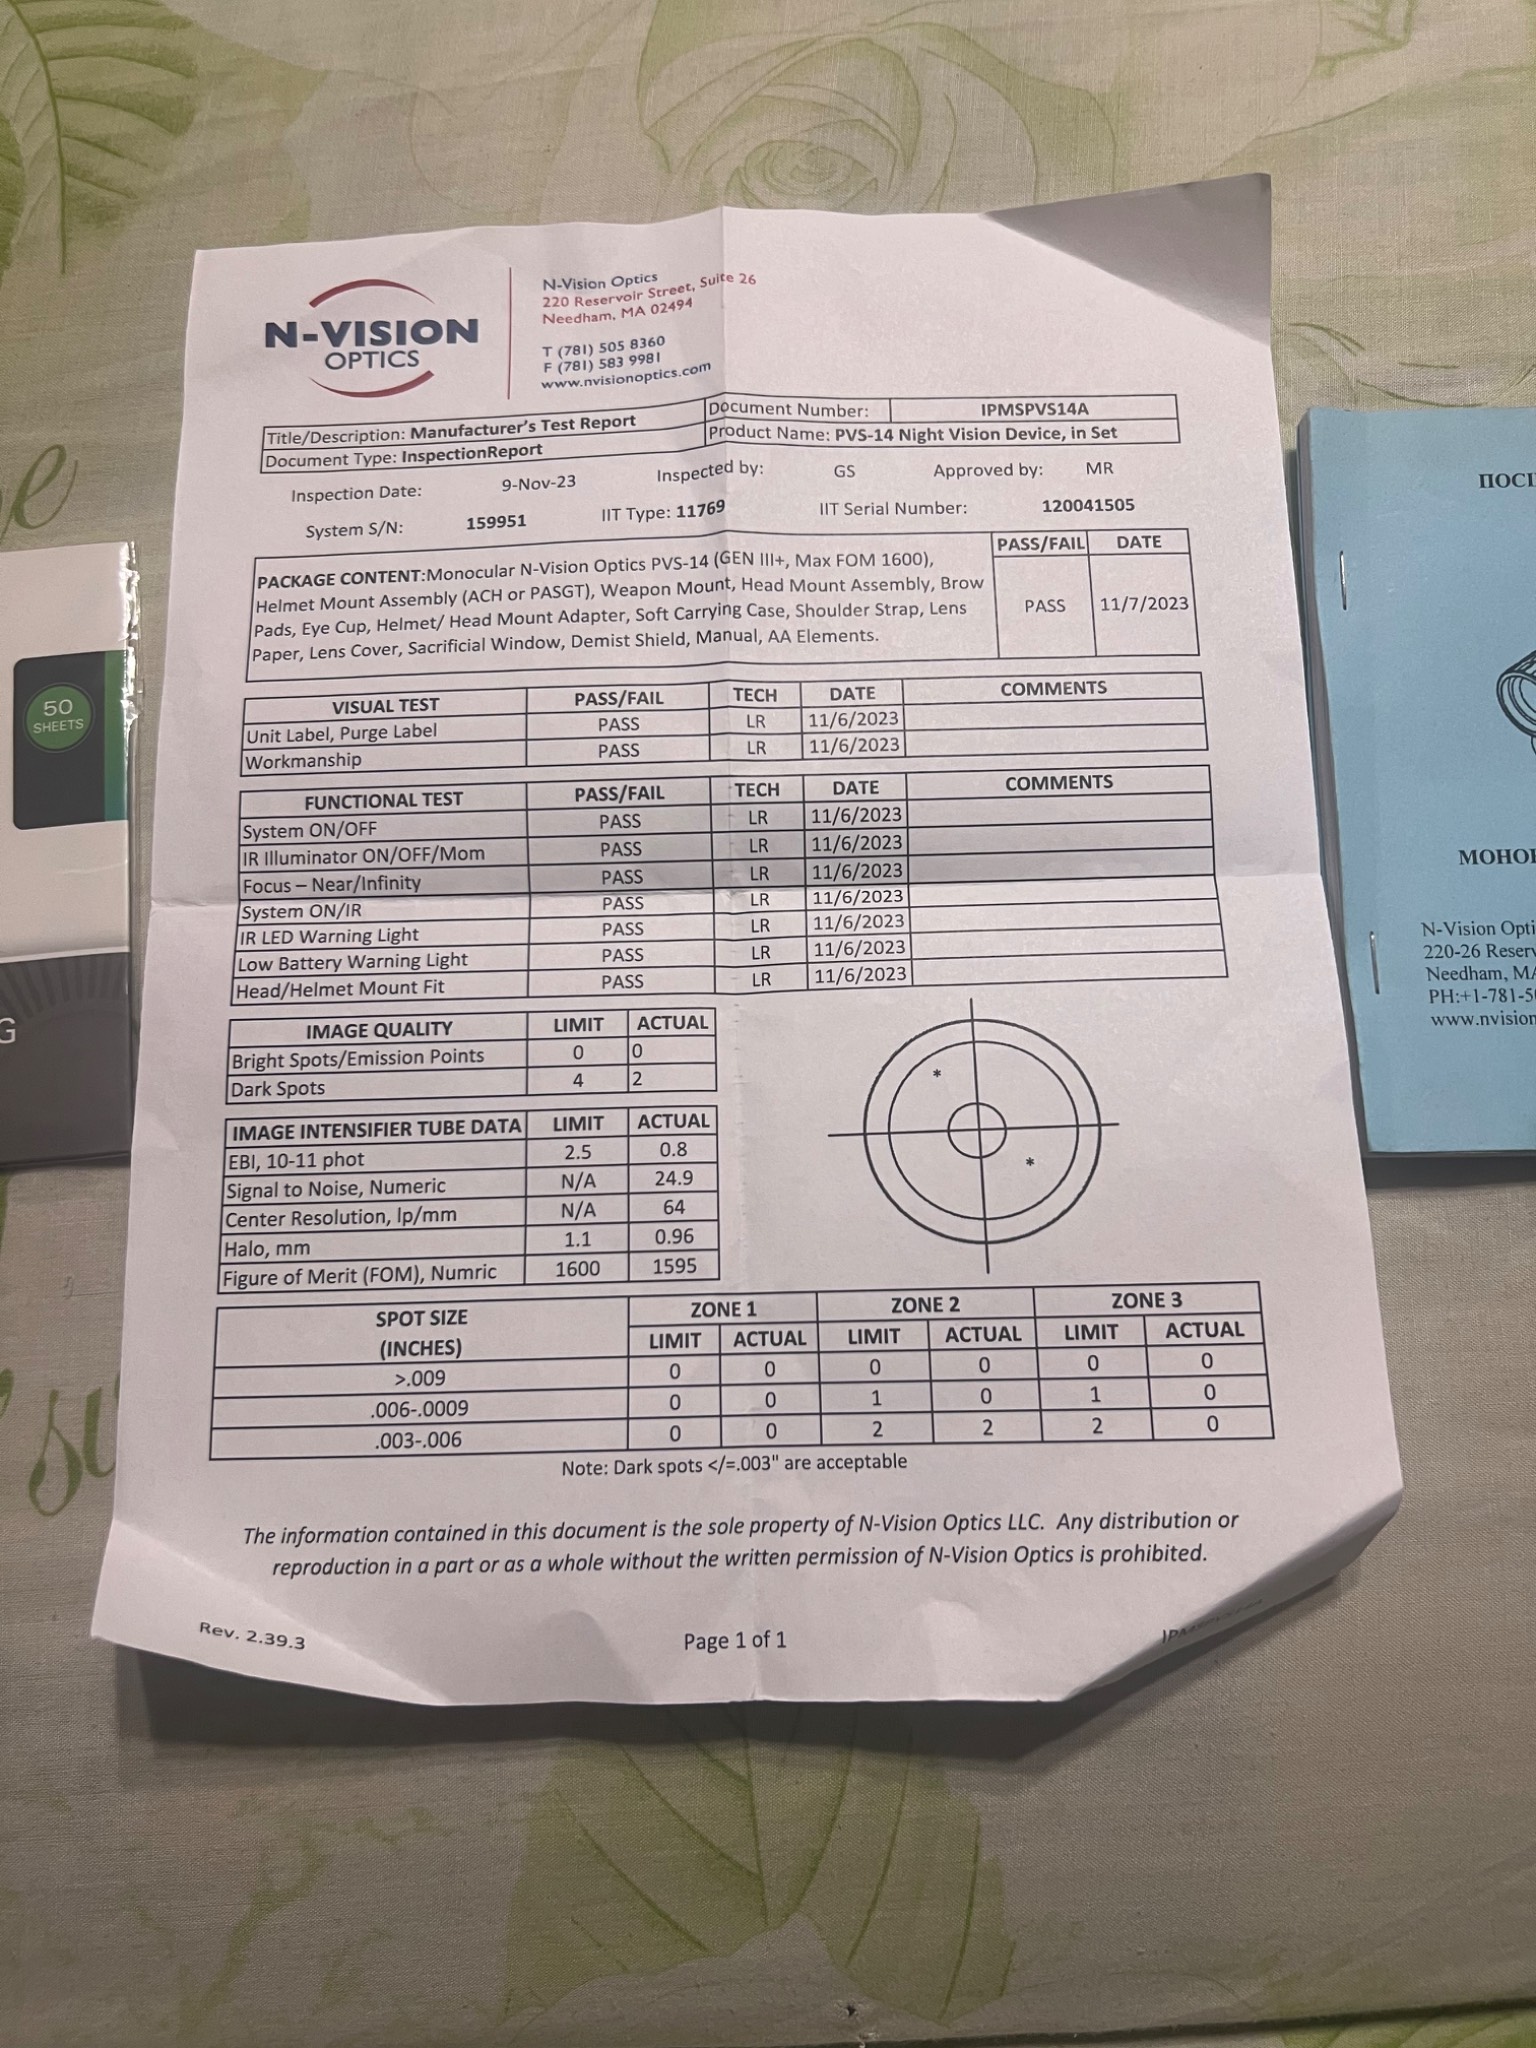 N-VISION
OPTICS
N-Vision Optics
220 Reservoir Street, Suite 26
Needham, MA 02494
T (781) 505 8360
F (781) 583 9981
www.nvisionoptics.com
Title/Description: Manufacturer's Test Report Document Number: IPMSPVS14A
Document Type: InspectionReport Product Name: PVS-14 Night Vision Device, in Set
Inspection Date: 9-Nov-23 Inspected by: GS Approved by: MR
System S/N: 159951 IIT Type: 11769 IIT Serial Number: 120041505
PASS/FAIL DATE
PACKAGE CONTENT:Monocular N-Vision Optics PVS-14 (GEN III+, Max FOM 1600),
Helmet Mount Assembly (ACH or PASGT), Weapon Mount, Head Mount Assembly, Brow
Pads, Eye Cup, Helmet/ Head Mount Adapter, Soft Carrying Case, Shoulder Strap, Lens
Paper, Lens Cover, Sacrificial Window, Demist Shield, Manual, AA Elements.
PASS 11/7/2023
VISUAL TEST PASS/FAIL TECH DATE COMMENTS
Unit Label, Purge Label PASS LR 11/6/2023
Workmanship PASS LR 11/6/2023
FUNCTIONAL TEST PASS/FAIL TECH DATE COMMENTS
System ON/OFF PASS LR 11/6/2023
IR Illuminator ON/OFF/Mom PASS LR 11/6/2023
Focus – Near/Infinity PASS LR 11/6/2023
System ON/IR PASS LR 11/6/2023
IR LED Warning Light PASS LR 11/6/2023
Low Battery Warning Light PASS LR 11/6/2023
Head/Helmet Mount Fit PASS LR 11/6/2023
IMAGE QUALITY LIMIT ACTUAL
Bright Spots/Emission Points 0 0
Dark Spots 4 2
* *
IMAGE INTENSIFIER TUBE DATA LIMIT ACTUAL
EBI, 10-11 phot 2.5 0.8
Signal to Noise, Numeric N/A 24.9
Center Resolution, lp/mm N/A 64
Halo, mm 1.1 0.96
Figure of Merit (FOM), Numric 1600 1595
SPOT SIZE ZONE 1 ZONE 2 ZONE 3
(INCHES) LIMIT ACTUAL LIMIT ACTUAL LIMIT ACTUAL
>.009 0 0 0 0 0 0
.006-.0009 0 0 1 0 1 0
.003-.006 0 0 2 2 2 0
Note: Dark spots </=.003" are acceptable
The information contained in this document is the sole property of N-Vision Optics LLC. Any distribution or
reproduction in a part or as a whole without the written permission of N-Vision Optics is prohibited.
Rev. 2.39.3
Page 1 of 1
50
SHEETS
G
ПОСІ
МОНО
N-Vision Opti
220-26 Reserv
Needham, MA
PH:+1-781-50
www.nvision